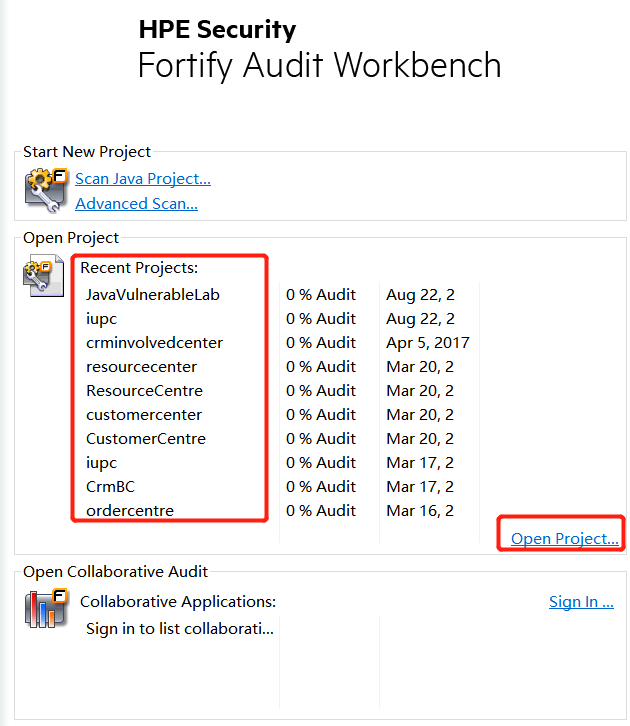 HPE Security
Fortify Audit Workbench
Start New Project
Scan Java Project...
Advanced Scan...
Open Project
Recent Projects:
JavaVulnerableLab 0 % Audit Aug 22, 2
iupc 0 % Audit Aug 22, 2
crminvolvedcenter 0 % Audit Apr 5, 2017
resourcecenter 0 % Audit Mar 20, 2
ResourceCentre 0 % Audit Mar 20, 2
customercenter 0 % Audit Mar 20, 2
CustomerCentre 0 % Audit Mar 20, 2
iupc 0 % Audit Mar 17, 2
CrmBC 0 % Audit Mar 17, 2
ordercentre 0 % Audit Mar 16, 2
Open Project...
Open Collaborative Audit
Collaborative Applications: Sign In ...
Sign in to list collaborati...